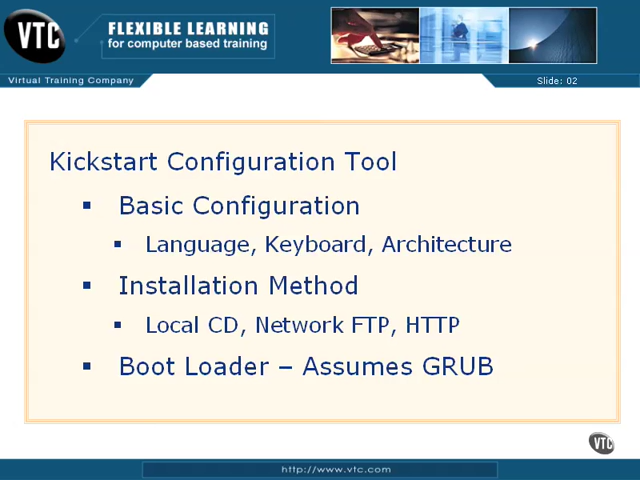 VTC
FLEXIBLE LEARNING
for computer based training
Virtual Training Company
Slide: 02
Kickstart Configuration Tool
▪ Basic Configuration
▪ Language, Keyboard, Architecture
▪ Installation Method
▪ Local CD, Network FTP, HTTP
▪ Boot Loader – Assumes GRUB
VTC
http://www.vtc.com